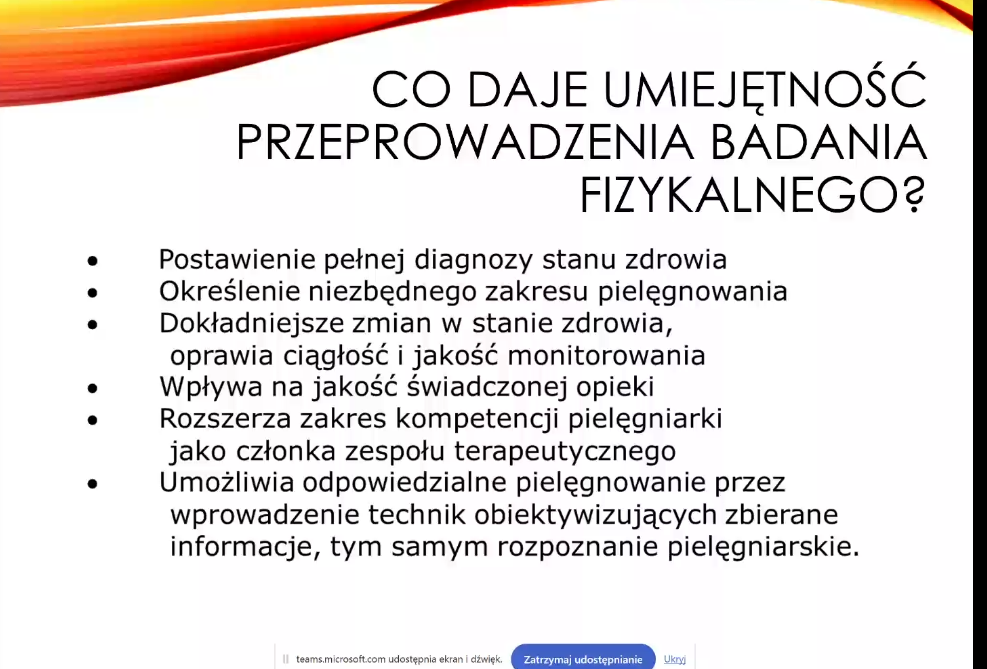 CO DAJE UMIEJĘTNOŚĆ
PRZEPROWADZENIA BADANIA
FIZYKALNEGO?
• Postawienie pełnej diagnozy stanu zdrowia
• Określenie niezbędnego zakresu pielęgnowania
• Dokładniejsze zmian w stanie zdrowia,
oprawia ciągłość i jakość monitorowania
• Wpływa na jakość świadczonej opieki
• Rozszerza zakres kompetencji pielęgniarki
jako członka zespołu terapeutycznego
• Umożliwia odpowiedzialne pielęgnowanie przez
wprowadzenie technik obiektywizujących zbierane
informacje, tym samym rozpoznanie pielęgniarskie.
teams.microsoft.com udostępnia ekran i dźwięk. Zatrzymaj udostępnianie Ukryj